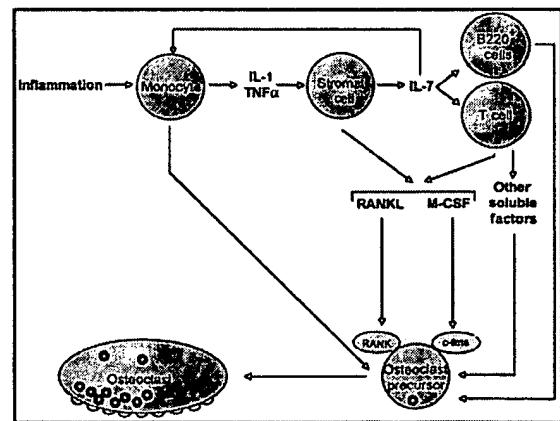 B220
cells
Inflammation
Monocyte
IL-1
TNFα
Stromal
cell
IL-7
T cell
RANKL
M-CSF
Other
soluble
factors
RANK
c-fms
Osteoclast
Osteoclast
precursor